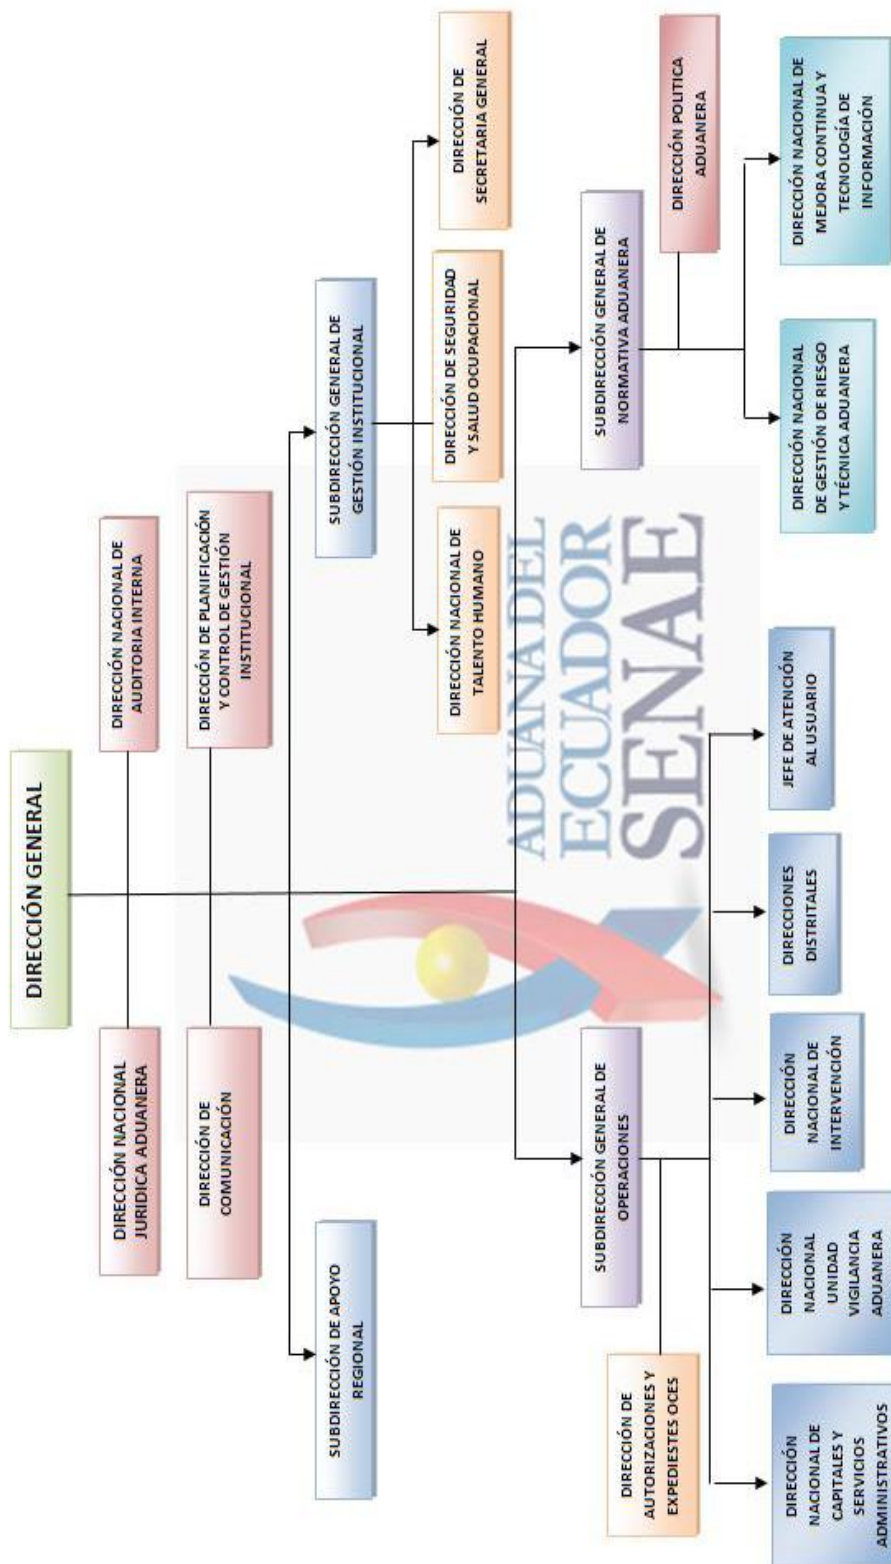 DIRECCIÓN GENERAL
DIRECCIÓN NACIONAL
JURIDICA ADUANERA
DIRECCIÓN NACIONAL DE
AUDITORIA INTERNA
DIRECCIÓN DE
COMUNICACIÓN
DIRECCIÓN DE PLANIFICACIÓN
Y CONTROL DE GESTIÓN
INSTITUCIONAL
SUBDIRECCIÓN DE APOYO
REGIONAL
SUBDIRECCIÓN GENERAL DE
GESTIÓN INSTITUCIONAL
DIRECCIÓN NACIONAL DE
TALENTO HUMANO
DIRECCIÓN DE SEGURIDAD
Y SALUD OCUPACIONAL
DIRECCIÓN DE
SECRETARIA GENERAL
ADUANA DEL
ECUADOR
SENAE
SUBDIRECCIÓN GENERAL DE
OPERACIONES
SUBDIRECCIÓN GENERAL DE
NORMATIVA ADUANERA
DIRECCIÓN DE
AUTORIZACIONES Y
EXPEDIESTES OCES
DIRECCIÓN POLITICA
ADUANERA
DIRECCIÓN
NACIONAL DE
CAPITALES Y
SERVICIOS
ADMINISTRATIVOS
DIRECCIÓN
NACIONAL
UNIDAD
VIGILANCIA
ADUANERA
DIRECCIÓN
NACIONAL DE
INTERVENCIÓN
DIRECCIONES
DISTRITALES
JEFE DE ATENCIÓN
AL USUARIO
DIRECCIÓN NACIONAL
DE GESTIÓN DE RIESGO
Y TÉCNICA ADUANERA
DIRECCIÓN NACIONAL DE
MEJORA CONTINUA Y
TECNOLOGÍA DE
INFORMACIÓN